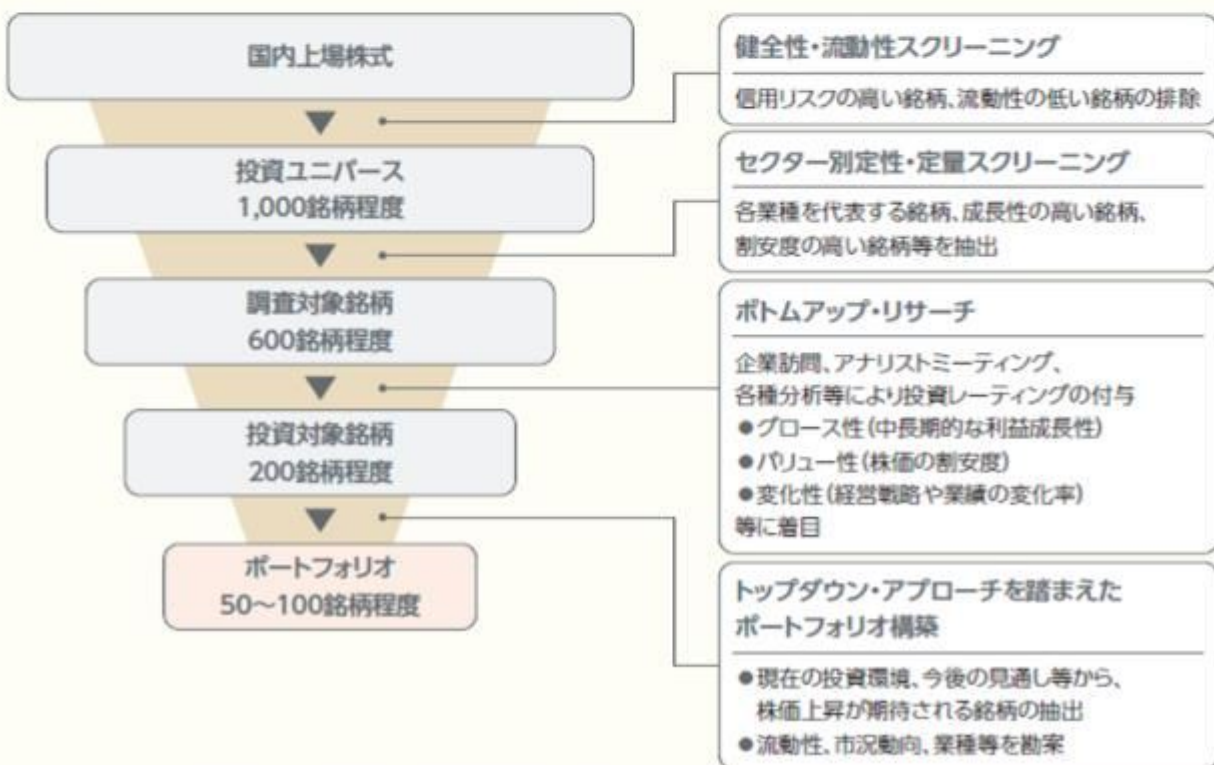 国内上場株式
▼
投資ユニバース
1,000銘柄程度
▼
調査対象銘柄
600銘柄程度
▼
投資対象銘柄
200銘柄程度
▼
ポートフォリオ
50～100銘柄程度
健全性・流動性スクリーニング
信用リスクの高い銘柄、流動性の低い銘柄の排除
セクター別定性・定量スクリーニング
各業種を代表する銘柄、成長性の高い銘柄、
割安度の高い銘柄等を抽出
ボトムアップ・リサーチ
企業訪問、アナリストミーティング、
各種分析等により投資レーティングの付与
●グロース性(中長期的な利益成長性)
●バリュー性(株価の割安度)
●変化性(経営戦略や業績の変化率)
等に着目
トップダウン・アプローチを踏まえた
ポートフォリオ構築
●現在の投資環境、今後の見通し等から、
株価上昇が期待される銘柄の抽出
●流動性、市況動向、業種等を勘案